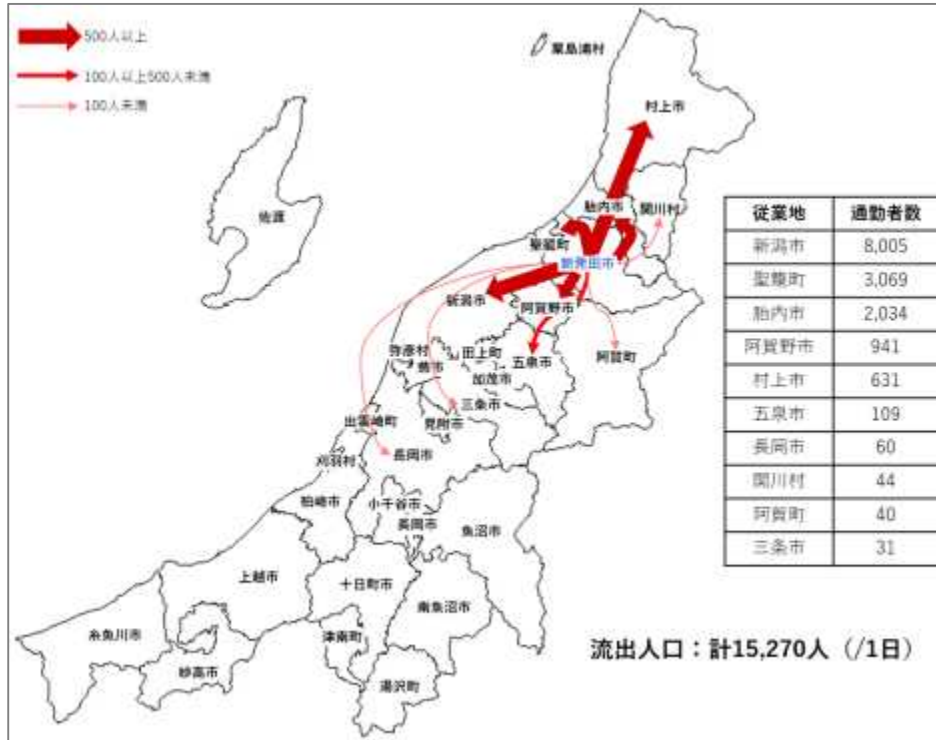 500人以上
100人以上500人未満
100人未満
粟島浦村
村上市
佐渡
胎内市
関川村
聖籠町
新発田市
新潟市
阿賀野市
弥彦村
燕市
田上町
加茂市
五泉市
阿賀町
三条市
見附市
出雲崎町
長岡市
刈羽村
柏崎市
小千谷市
長岡市
魚沼市
上越市
十日町市
南魚沼市
糸魚川市
妙高市
津南町
湯沢町
従業地 通勤者数
新潟市 8,005
聖籠町 3,069
胎内市 2,034
阿賀野市 941
村上市 631
五泉市 109
長岡市 60
関川村 44
阿賀町 40
三条市 31
流出人口：計15,270人（/1日）